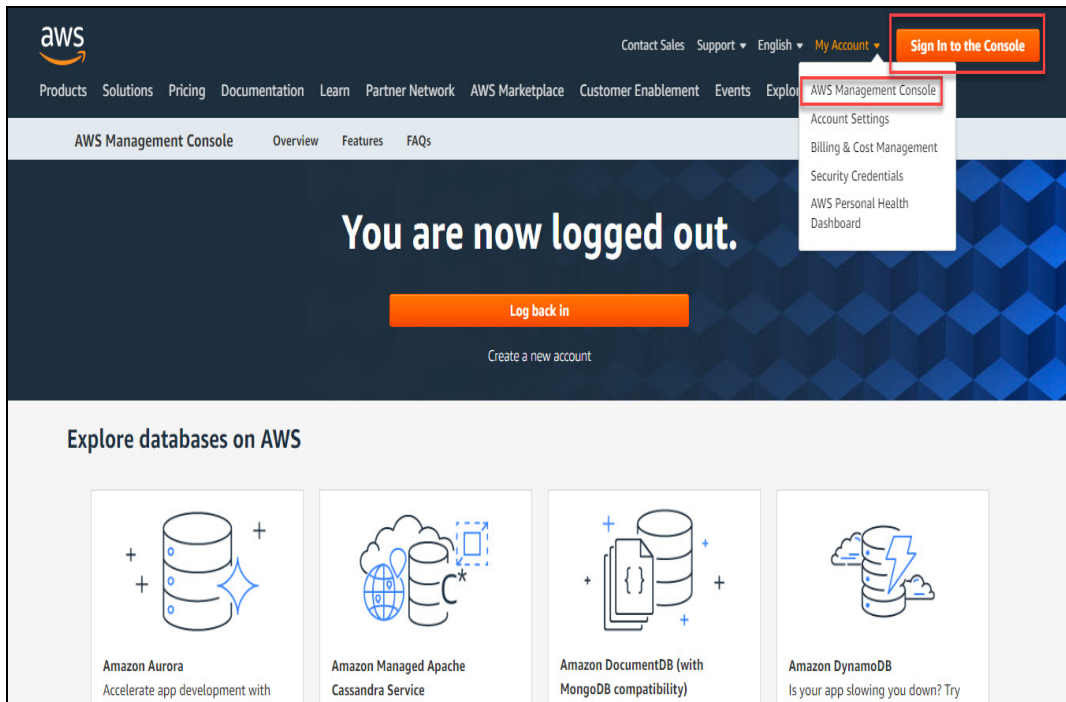 aws
Contact Sales Support English My Account Sign In to the Console
Products Solutions Pricing Documentation Learn Partner Network AWS Marketplace Customer Enablement Events Explor
AWS Management Console
Account Settings
Billing & Cost Management
Security Credentials
AWS Personal Health
Dashboard
AWS Management Console Overview Features FAQs
You are now logged out.
Log back in
Create a new account
Explore databases on AWS
{ }
C*
Amazon Aurora
Accelerate app development with
Amazon Managed Apache
Cassandra Service
Amazon DocumentDB (with
MongoDB compatibility)
Amazon DynamoDB
Is your app slowing you down? Try